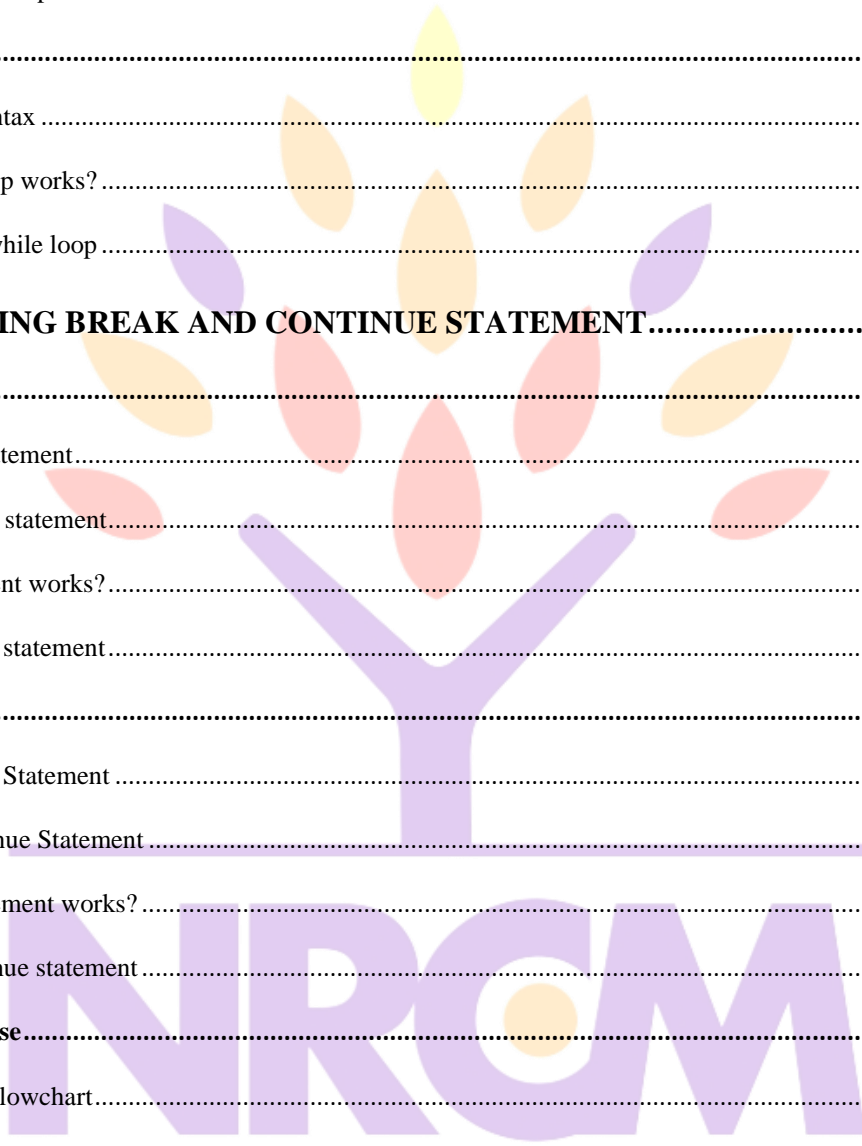 ntax ..........................................................................................................................
p works? ..................................................................................................................
while loop ..................................................................................................................
ING BREAK AND CONTINUE STATEMENT..........................
..........................................................................................................................
tement ......................................................................................................................
statement..................................................................................................................
nt works? ..................................................................................................................
statement..................................................................................................................
..........................................................................................................................
Statement ................................................................................................................
nue Statement ............................................................................................................
ment works? ..............................................................................................................
nue statement ............................................................................................................
se..............................................................................................................................
lowchart....................................................................................................................
NRCM